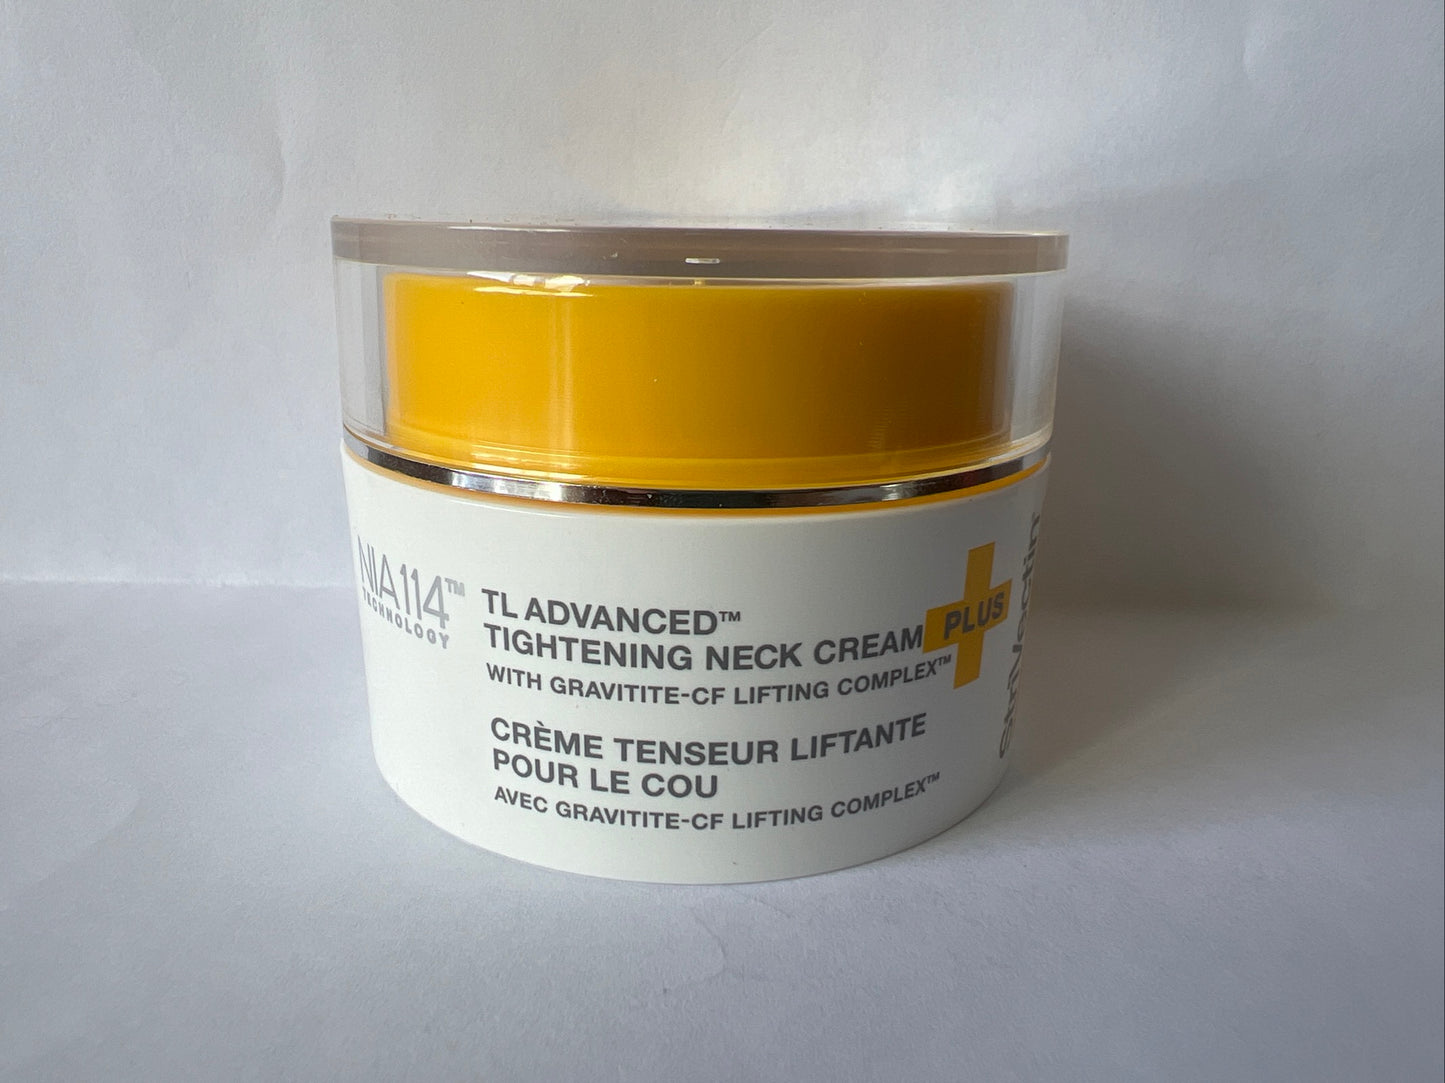 NIA114™
TECHNOLOGY
TL ADVANCED™
TIGHTENING NECK CREAM
PLUS
WITH GRAVITITE-CF LIFTING COMPLEX™
CRÈME TENSEUR LIFTANTE
POUR LE COU
AVEC GRAVITITE-CF LIFTING COMPLEX™
StriVectin